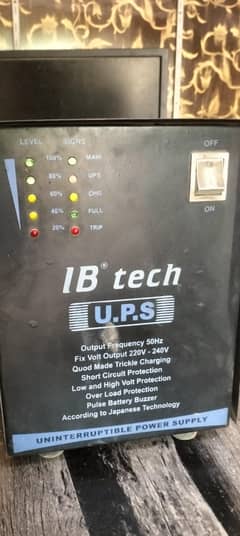 LEVEL SIGNS
100% MAIN
80% UPS
60% CHG
40% FULL
20% TRIP
OFF
ON
IB® tech
U.P.S
Output Frequency 50Hz
Fix Volt Output 220V - 240V
Quod Made Trickle Charging
Short Circuit Protection
Low and High Volt Protection
Over Load Protection
Pulse Battery Buzzer
According to Japanese Technology
UNINTERRUPTIBLE POWER SUPPLY